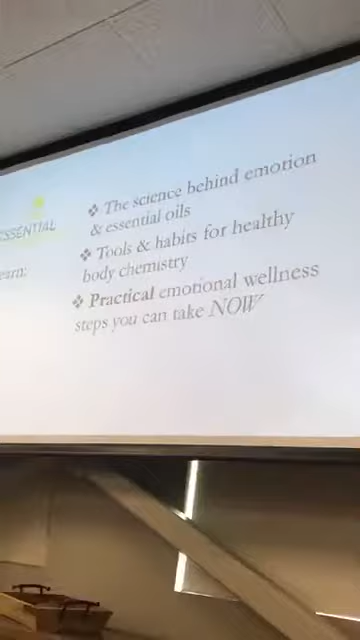 ❖ The science behind emotion
& essential oils
ESSENTIAL
❖ Tools & habits for healthy
earn:
body chemistry
❖ Practical emotional wellness
steps you can take NOW